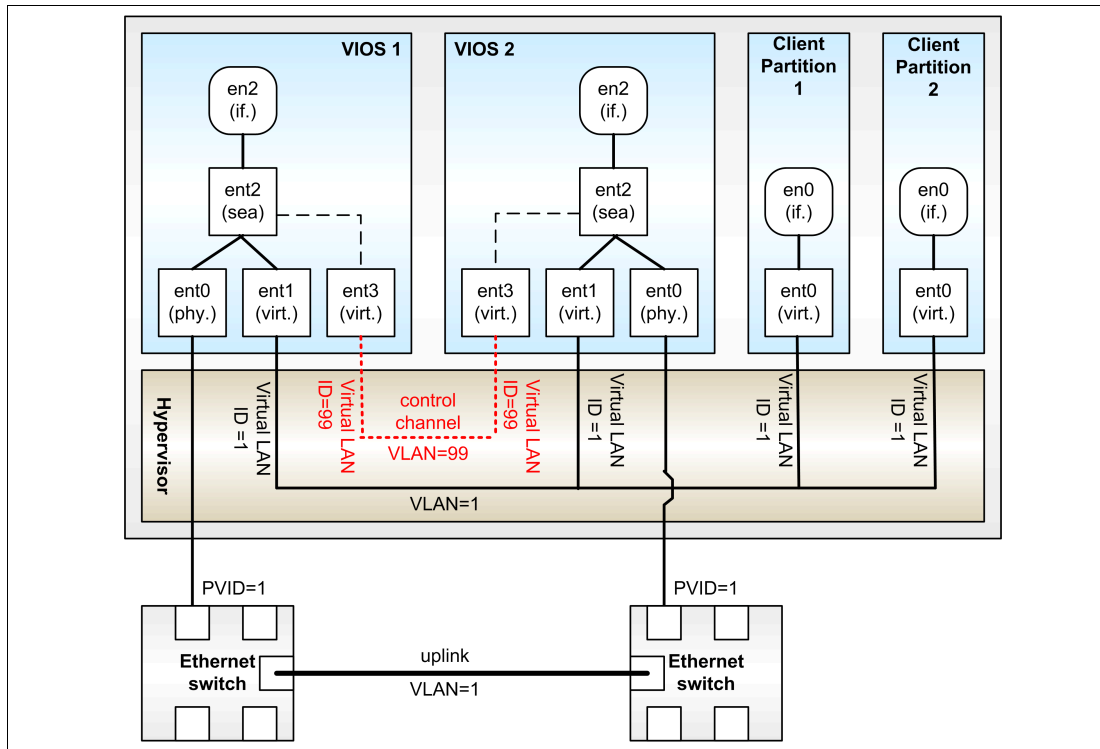 VIOS 1
en2
(if.)
ent2
(sea)
ent0
(phy.)
ent1
(virt.)
ent3
(virt.)
VIOS 2
en2
(if.)
ent2
(sea)
ent3
(virt.)
ent1
(virt.)
ent0
(phy.)
Client
Partition
1
en0
(if.)
ent0
(virt.)
Client
Partition
2
en0
(if.)
ent0
(virt.)
Hypervisor
Virtual LAN
ID =1
Virtual LAN
ID=99
control
channel
VLAN=99
Virtual LAN
ID=99
Virtual LAN
ID =1
Virtual LAN
ID =1
Virtual LAN
ID =1
VLAN=1
PVID=1
PVID=1
Ethernet
switch
uplink
VLAN=1
Ethernet
switch